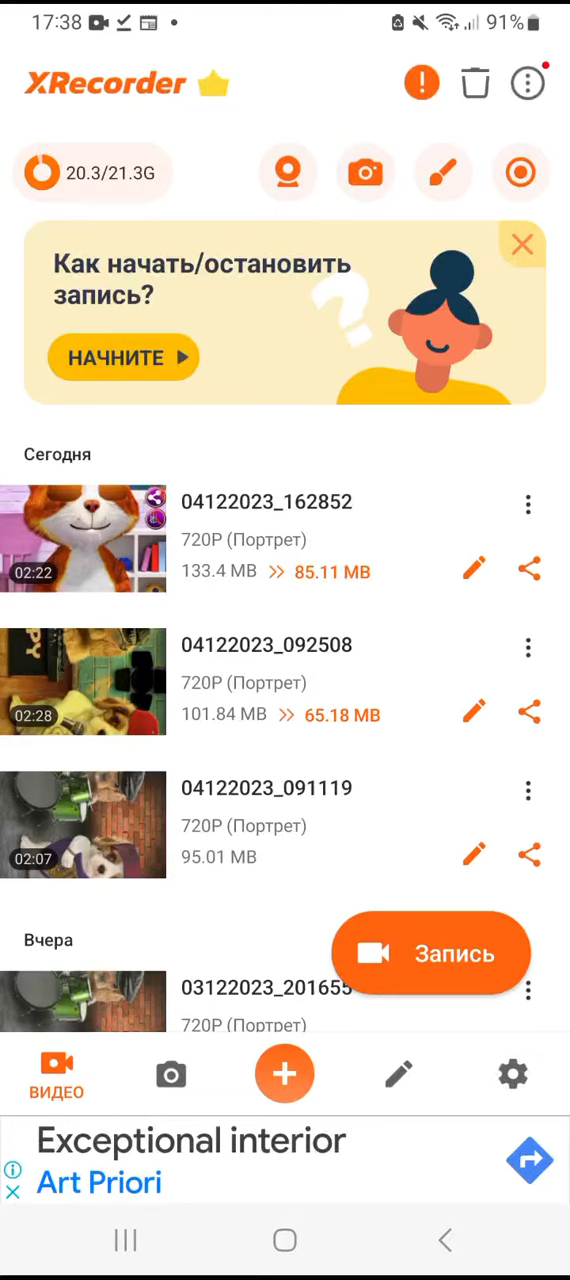 17:38
91%
XRecorder
20.3/21.3G
Как начать/остановить
запись?
НАЧНИТЕ
Сегодня
04122023_162852
720P (Портрет)
133.4 MB >> 85.11 MB
02:22
04122023_092508
720P (Портрет)
101.84 MB >> 65.18 MB
02:28
04122023_091119
720P (Портрет)
95.01 MB
02:07
Вчера
Запись
03122023_201655
720P (Портрет)
ВИДЕО
Exceptional interior
Art Priori